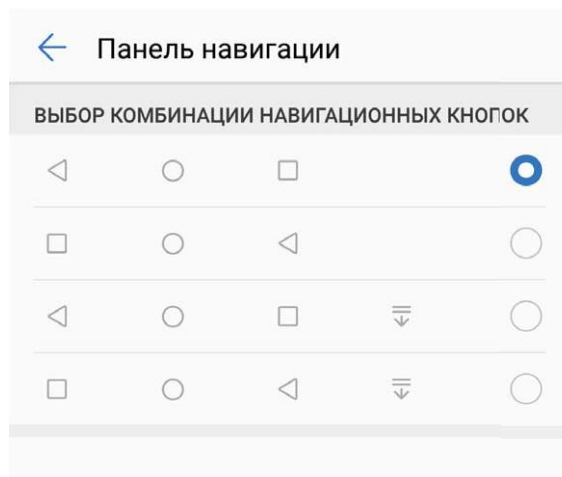 Панель навигации
ВЫБОР КОМБИНАЦИИ НАВИГАЦИОННЫХ КНОПОК